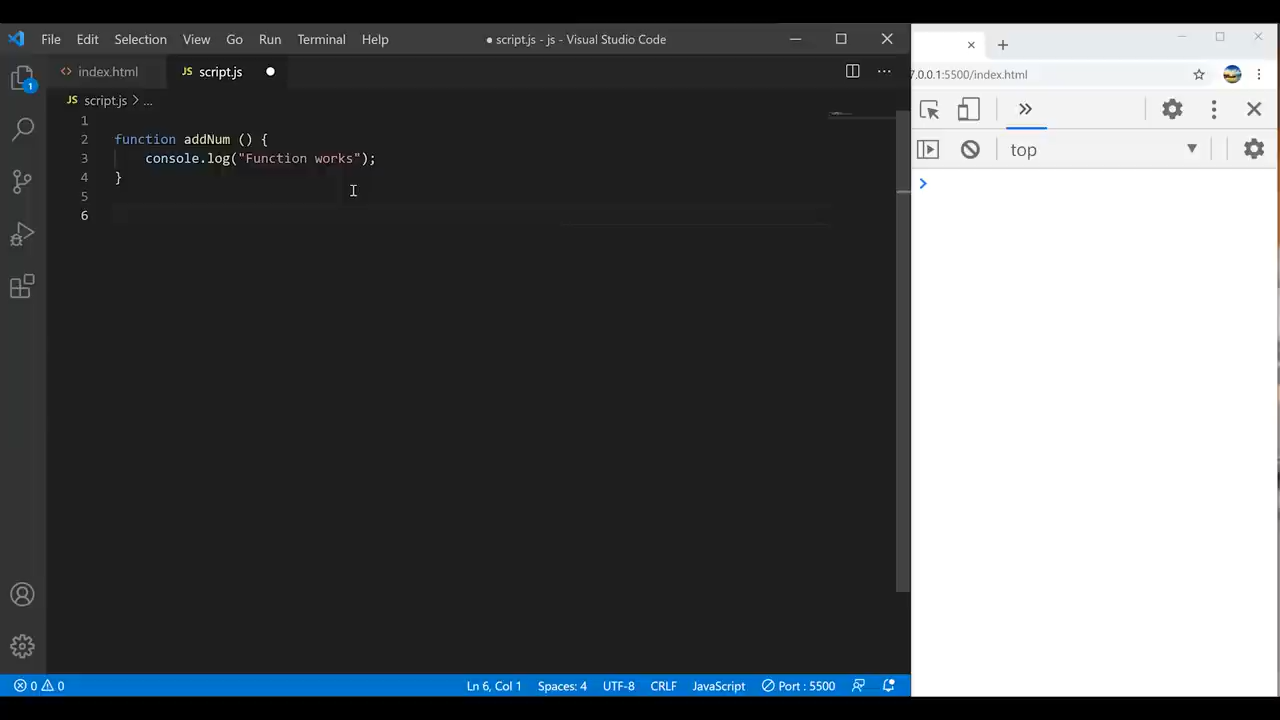 File Edit Selection View Go Run Terminal Help ● script.js - js - Visual Studio Code
<> index.html JS script.js ●
JS script.js > ...
1
2 function addNum () {
3 console.log("Function works");
4 }
5
6
7.0.0.1:5500/index.html
top
>
1
0 0 Ln 6, Col 1 Spaces: 4 UTF-8 CRLF JavaScript Port : 5500